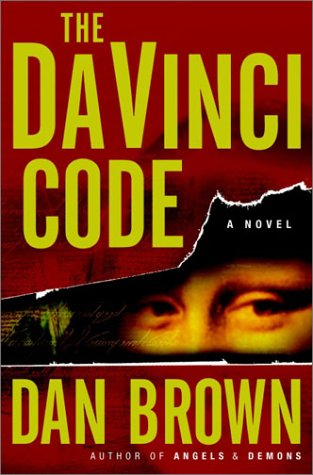 THE
DAVINCI
CODE
A NOVEL
DAN BROWN
AUTHOR OF ANGELS & DEMONS